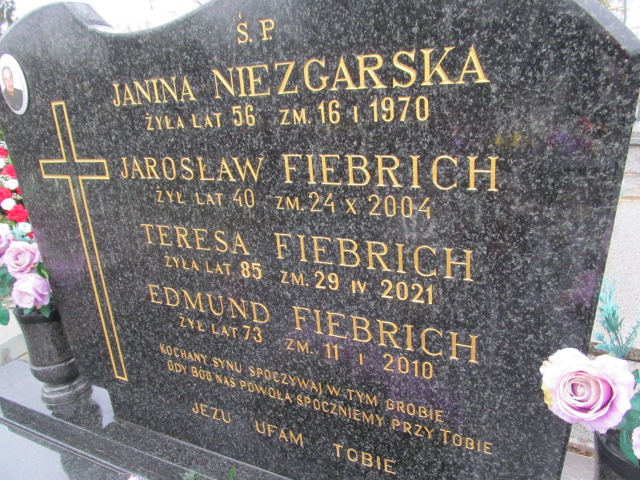 Ś.P.
JANINA NIEZGARSKA
ŻYŁA LAT 56 ZM. 16 I 1970
JAROSŁAW FIEBRICH
ŻYŁ LAT 40 ZM. 24 X 2004
TERESA FIEBRICH
ŻYŁA LAT 85 ZM. 29 IV 2021
EDMUND FIEBRICH
ŻYŁ LAT 73 ZM. 11 I 2010
KOCHANY SYNU SPOCZYWAJ W TYM GROBIE
GDY BÓG NAS POWOŁA SPOCZNIEMY PRZY TOBIE
JEZU UFAM TOBIE